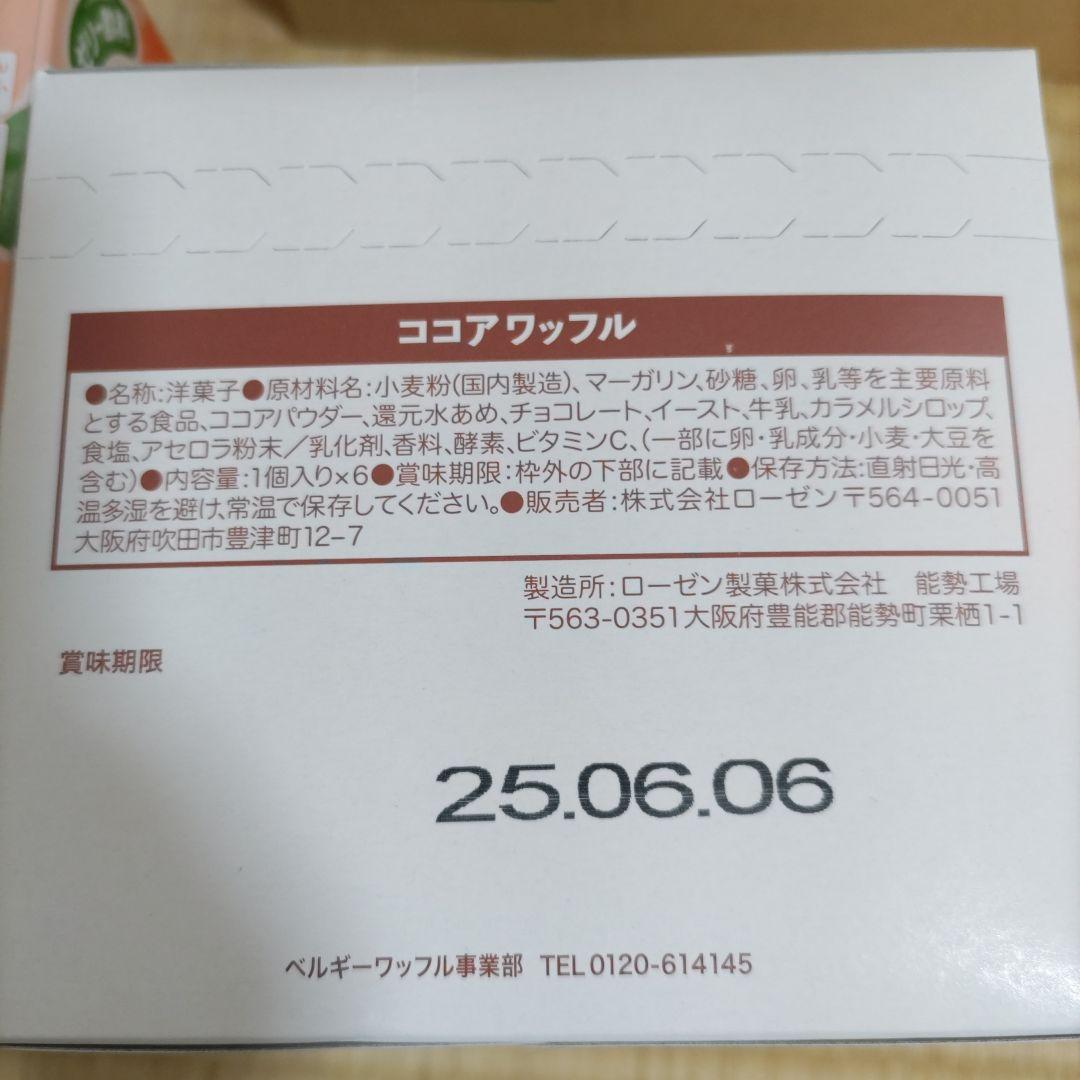 ココアワッフル
●名称:洋菓子●原材料名:小麦粉(国内製造)、マーガリン、砂糖、卵、乳等を主要原料
とする食品、ココアパウダー、還元水あめ、チョコレート、イースト、牛乳、カラメルシロップ、
食塩、アセロラ粉末／乳化剤、香料、酵素、ビタミンC、(一部に卵・乳成分・小麦・大豆を
含む)●内容量:1個入り×6●賞味期限:枠外の下部に記載●保存方法:直射日光・高
温多湿を避け、常温で保存してください。●販売者:株式会社ローゼン〒564-0051
大阪府吹田市豊津町12-7
製造所:ローゼン製菓株式会社 能勢工場
〒563-0351大阪府豊能郡能勢町栗栖1-1
賞味期限
25.06.06
ベルギーワッフル事業部 TEL 0120-614145